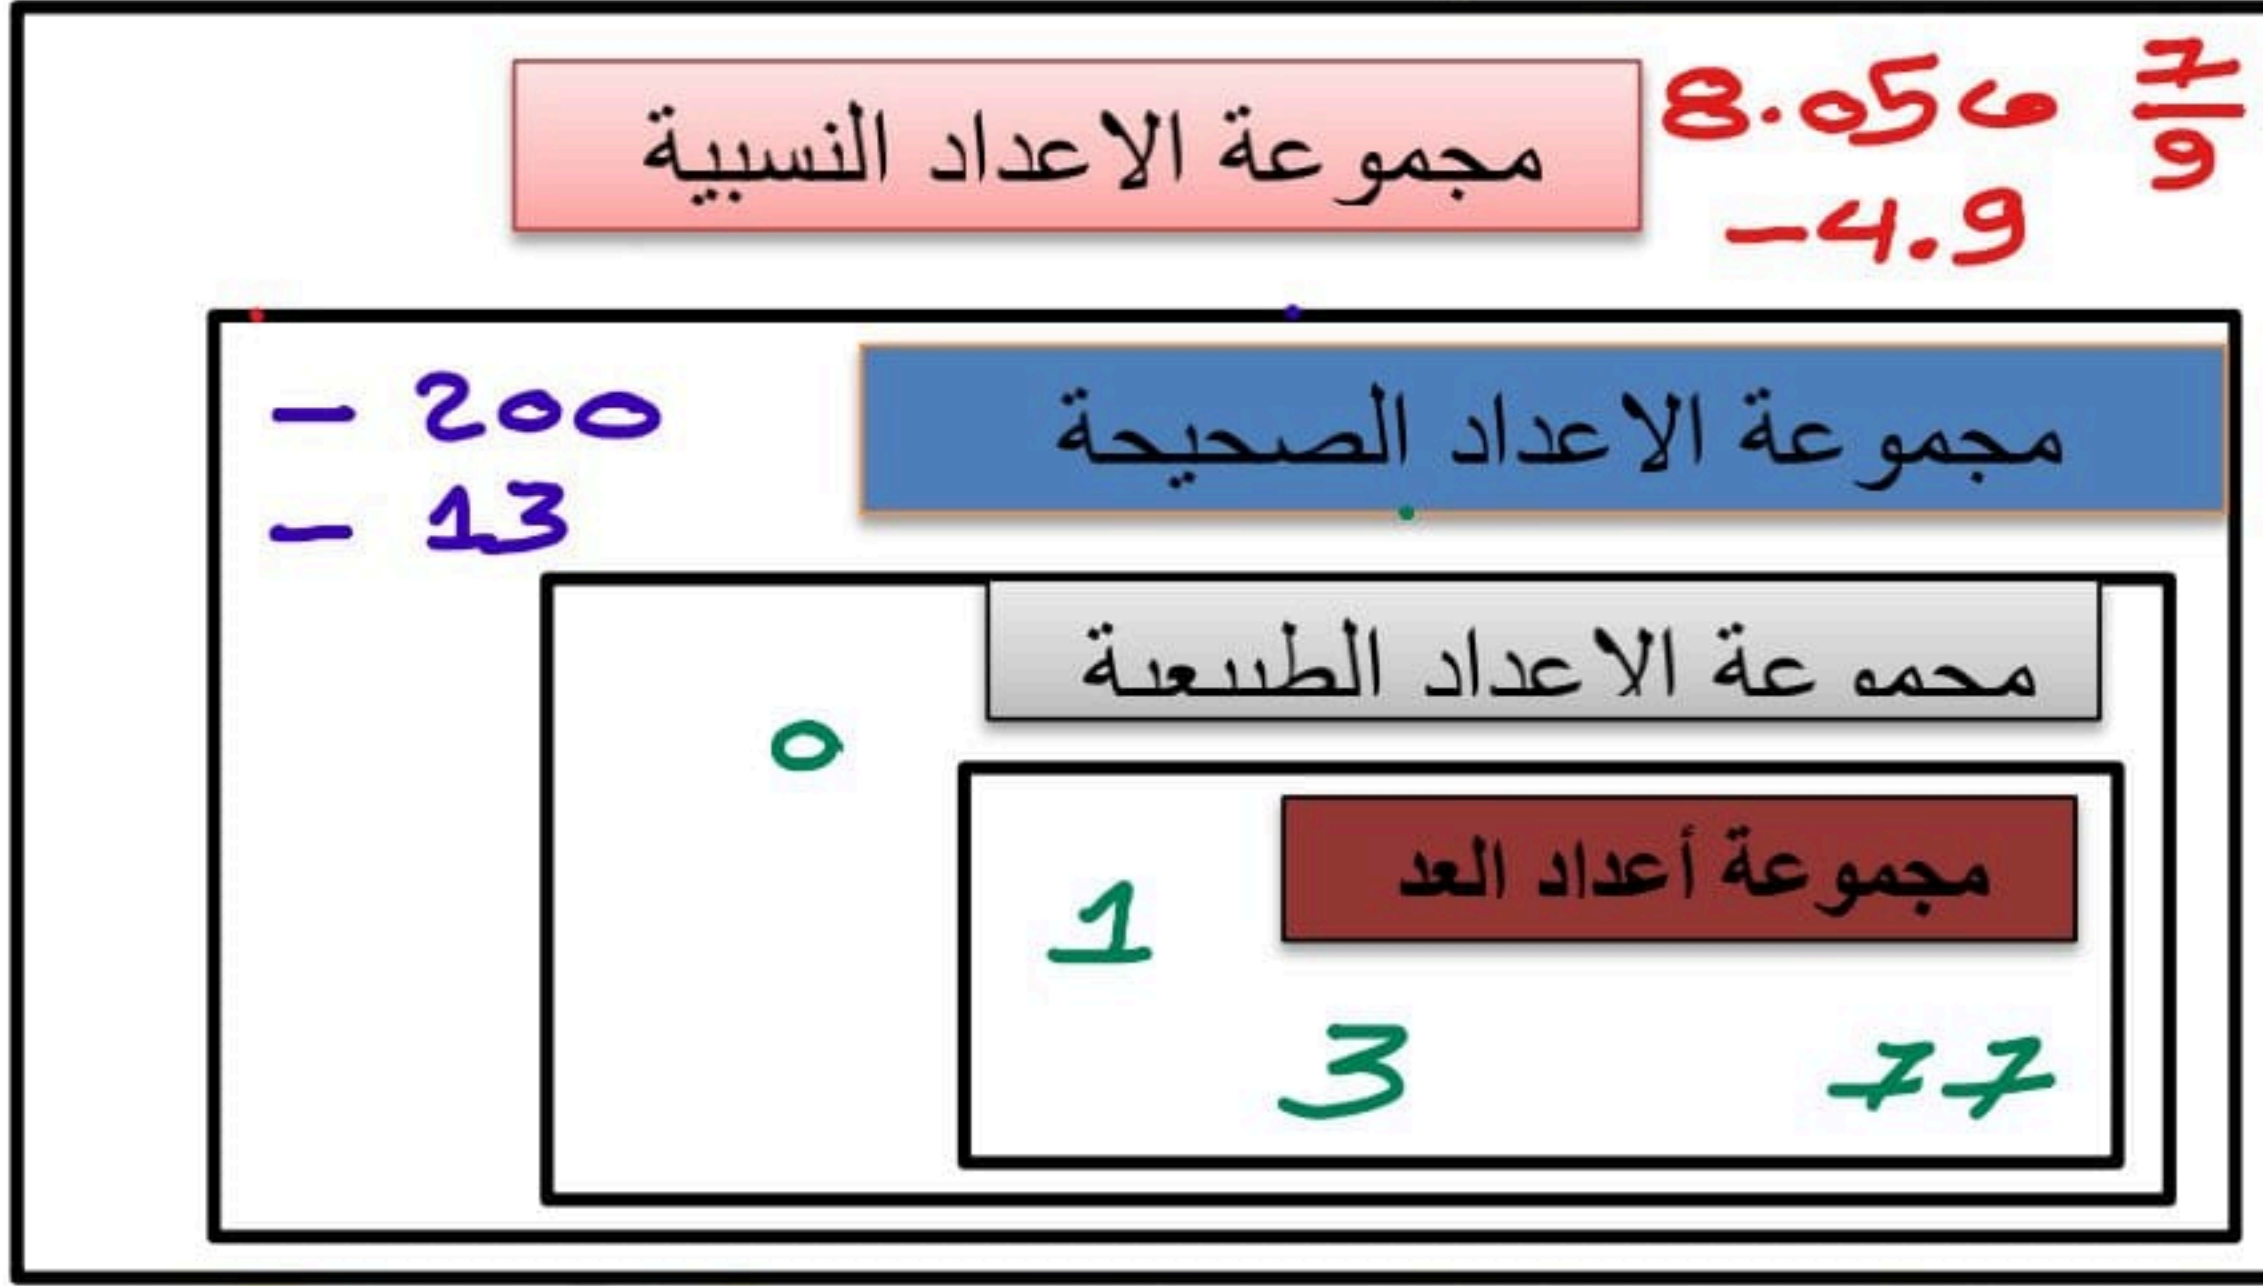 مجموعة الاعداد النسبية
8.056 7/9
-4.9
مجموعة الاعداد الصحيحة
- 200
- 13
مجموعة الاعداد الطبيعية
0
مجموعة أعداد العد
1
3 77